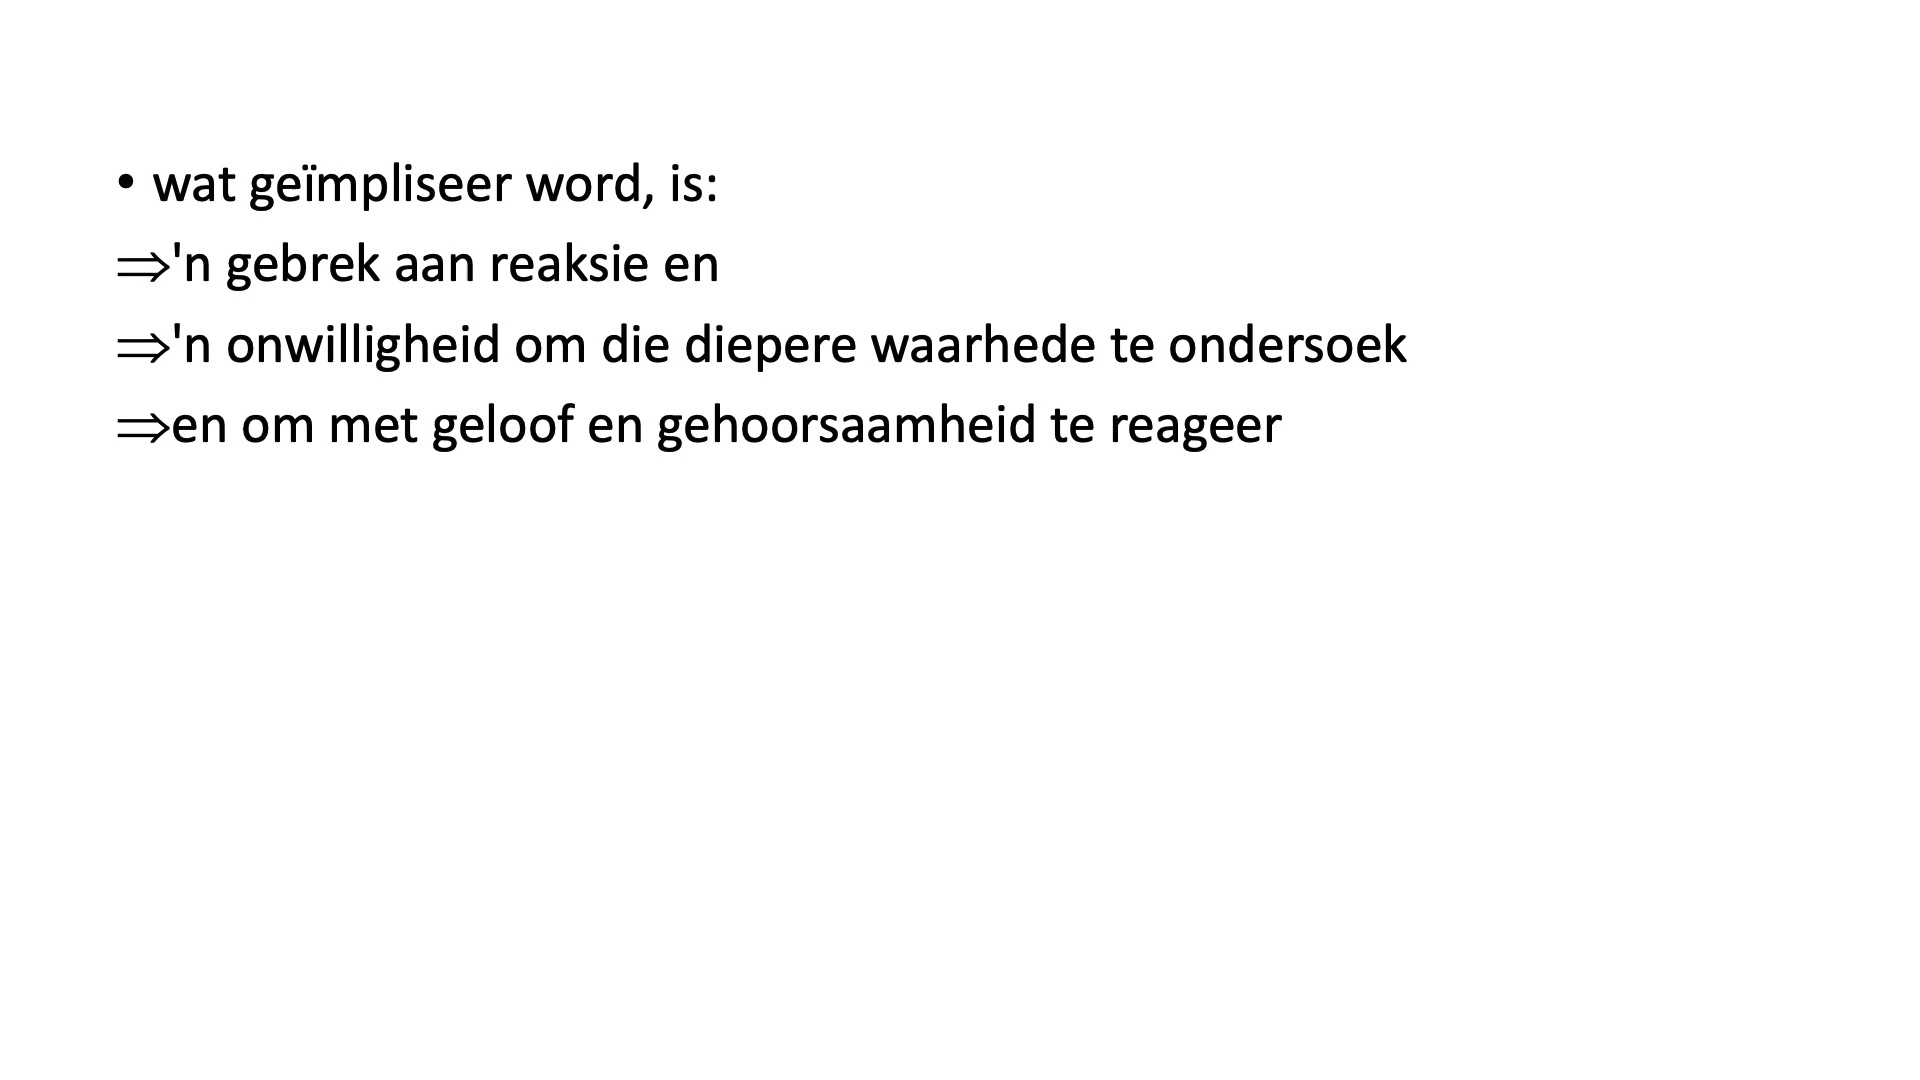 • wat geïmpliseer word, is:
⇒'n gebrek aan reaksie en
⇒'n onwilligheid om die diepere waarhede te ondersoek
⇒en om met geloof en gehoorsaamheid te reageer